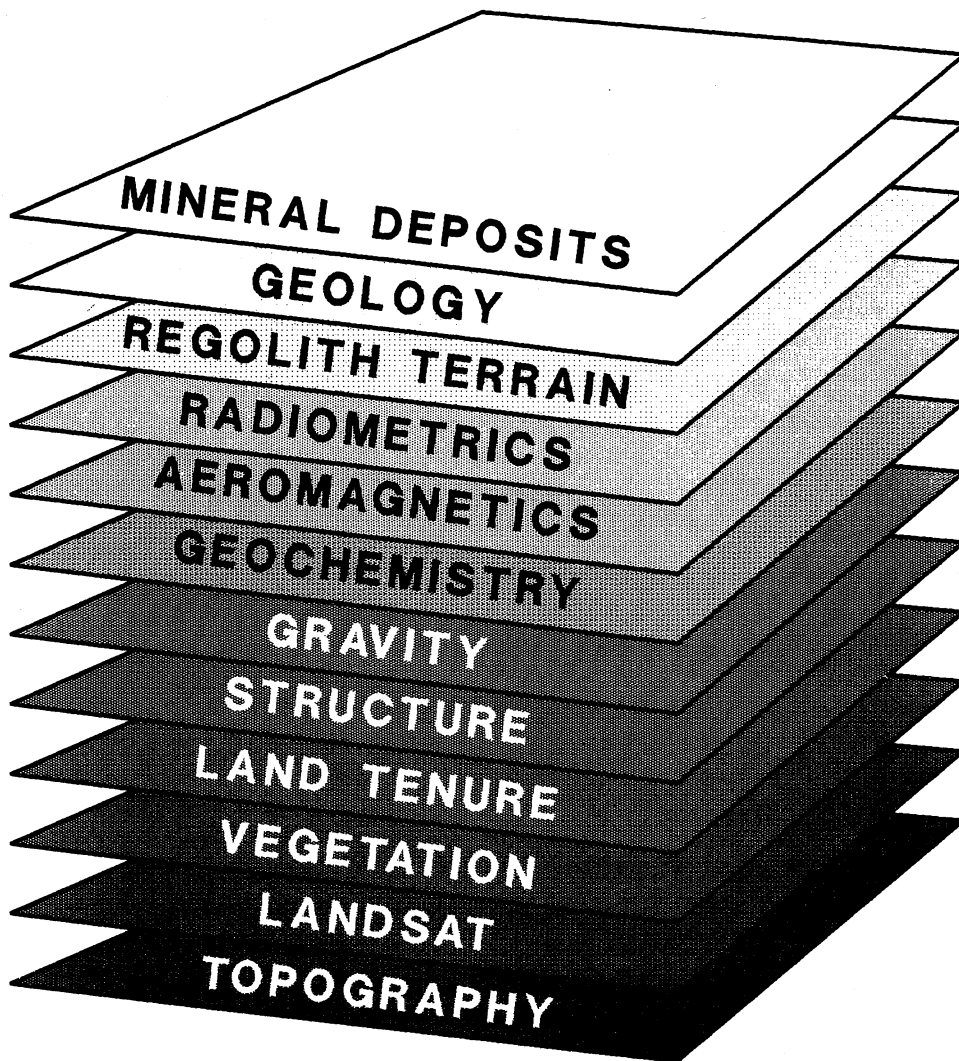 MINERAL DEPOSITS
GEOLOGY
REGOLITH TERRAIN
RADIOMETRICS
AEROMAGNETICS
GEOCHEMISTRY
GRAVITY
STRUCTURE
LAND TENURE
VEGETATION
LANDSAT
TOPOGRAPHY